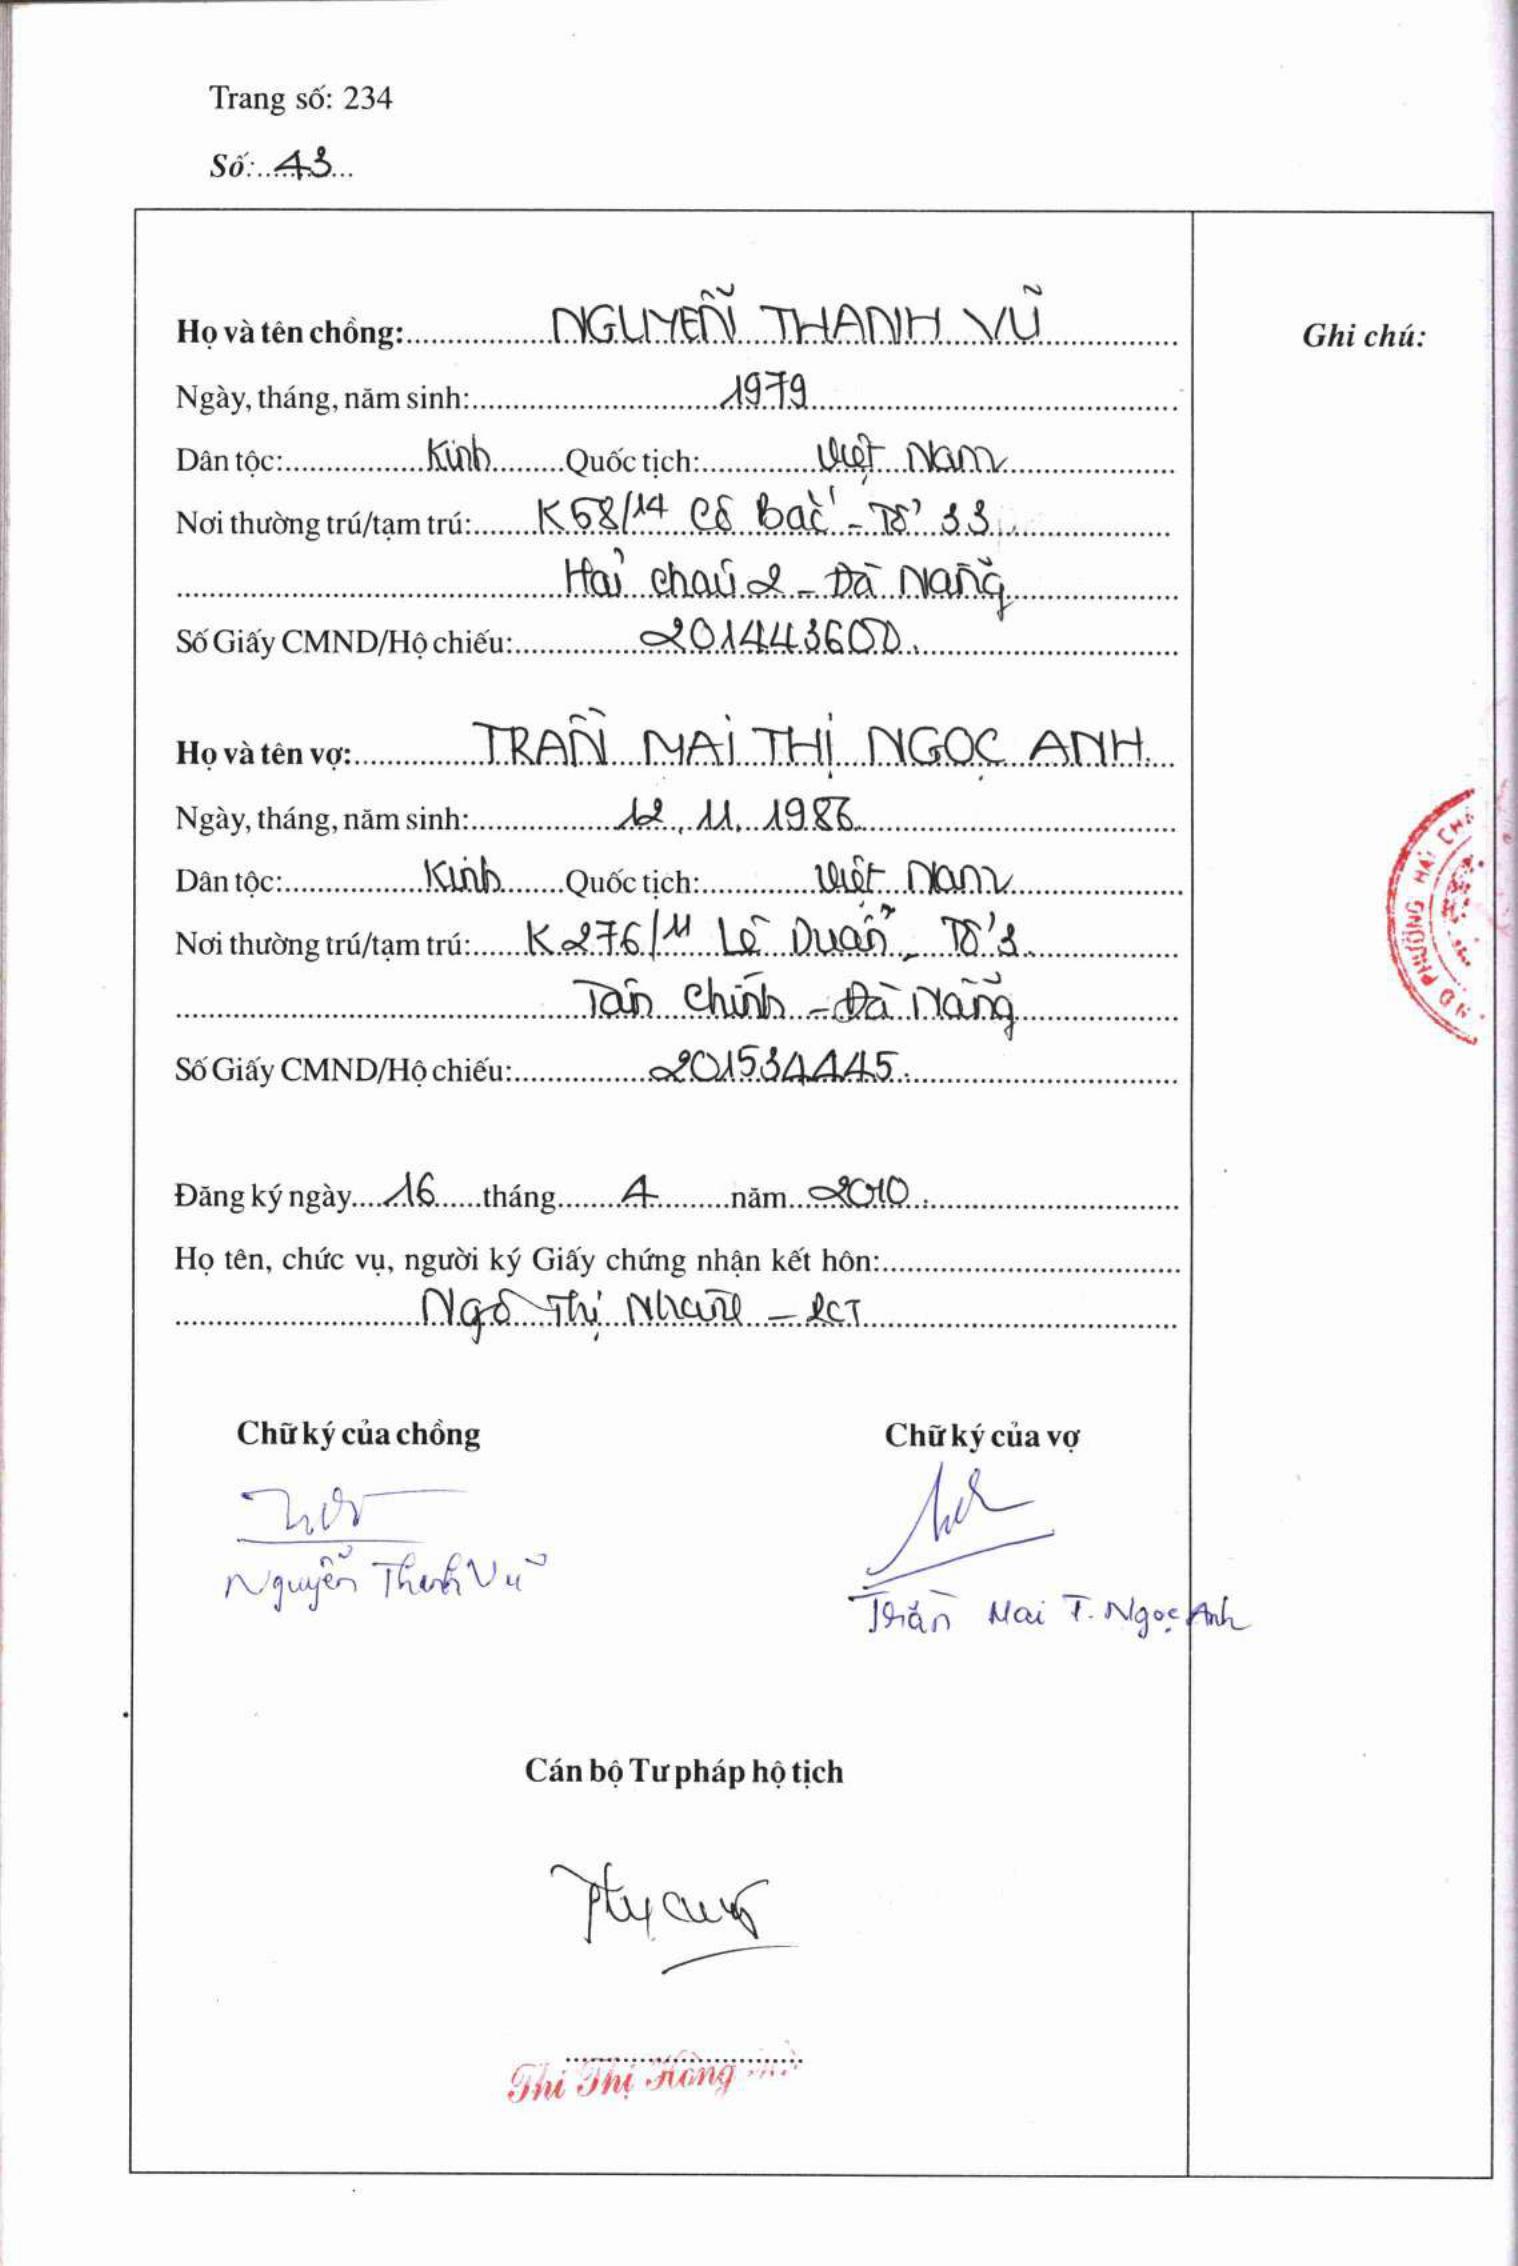 Trang số: 234
Số: 43
Họ và tên chồng: NGUYỄN THANH VŨ
Ghi chú:
Ngày, tháng, năm sinh: 1979
Dân tộc: Kinh Quốc tịch: Việt Nam
Nơi thường trú/tạm trú: K68/14 Cô Bắc - Tổ 33
Hải châu 2 - Đà Nẵng
Số Giấy CMND/Hộ chiếu: 201443600
Họ và tên vợ: TRẦN MAI THỊ NGỌC ANH
Ngày, tháng, năm sinh: 12.11.1986
Dân tộc: Kinh Quốc tịch: Việt Nam
Nơi thường trú/tạm trú: K276/11 Lê Duẩn - Tổ 3
Tân Chính - Đà Nẵng
Số Giấy CMND/Hộ chiếu: 201534445
PHƯỜNG HẢI
Đăng ký ngày 16 tháng 4 năm 2010
Họ tên, chức vụ, người ký Giấy chứng nhận kết hôn:
Ngô Thị - PCT
Chữ ký của chồng
Chữ ký của vợ
Nguyễn Thanh Vũ
Trần Mai T. Ngọc Anh
Cán bộ Tư pháp hộ tịch
Thi Thị Hồng